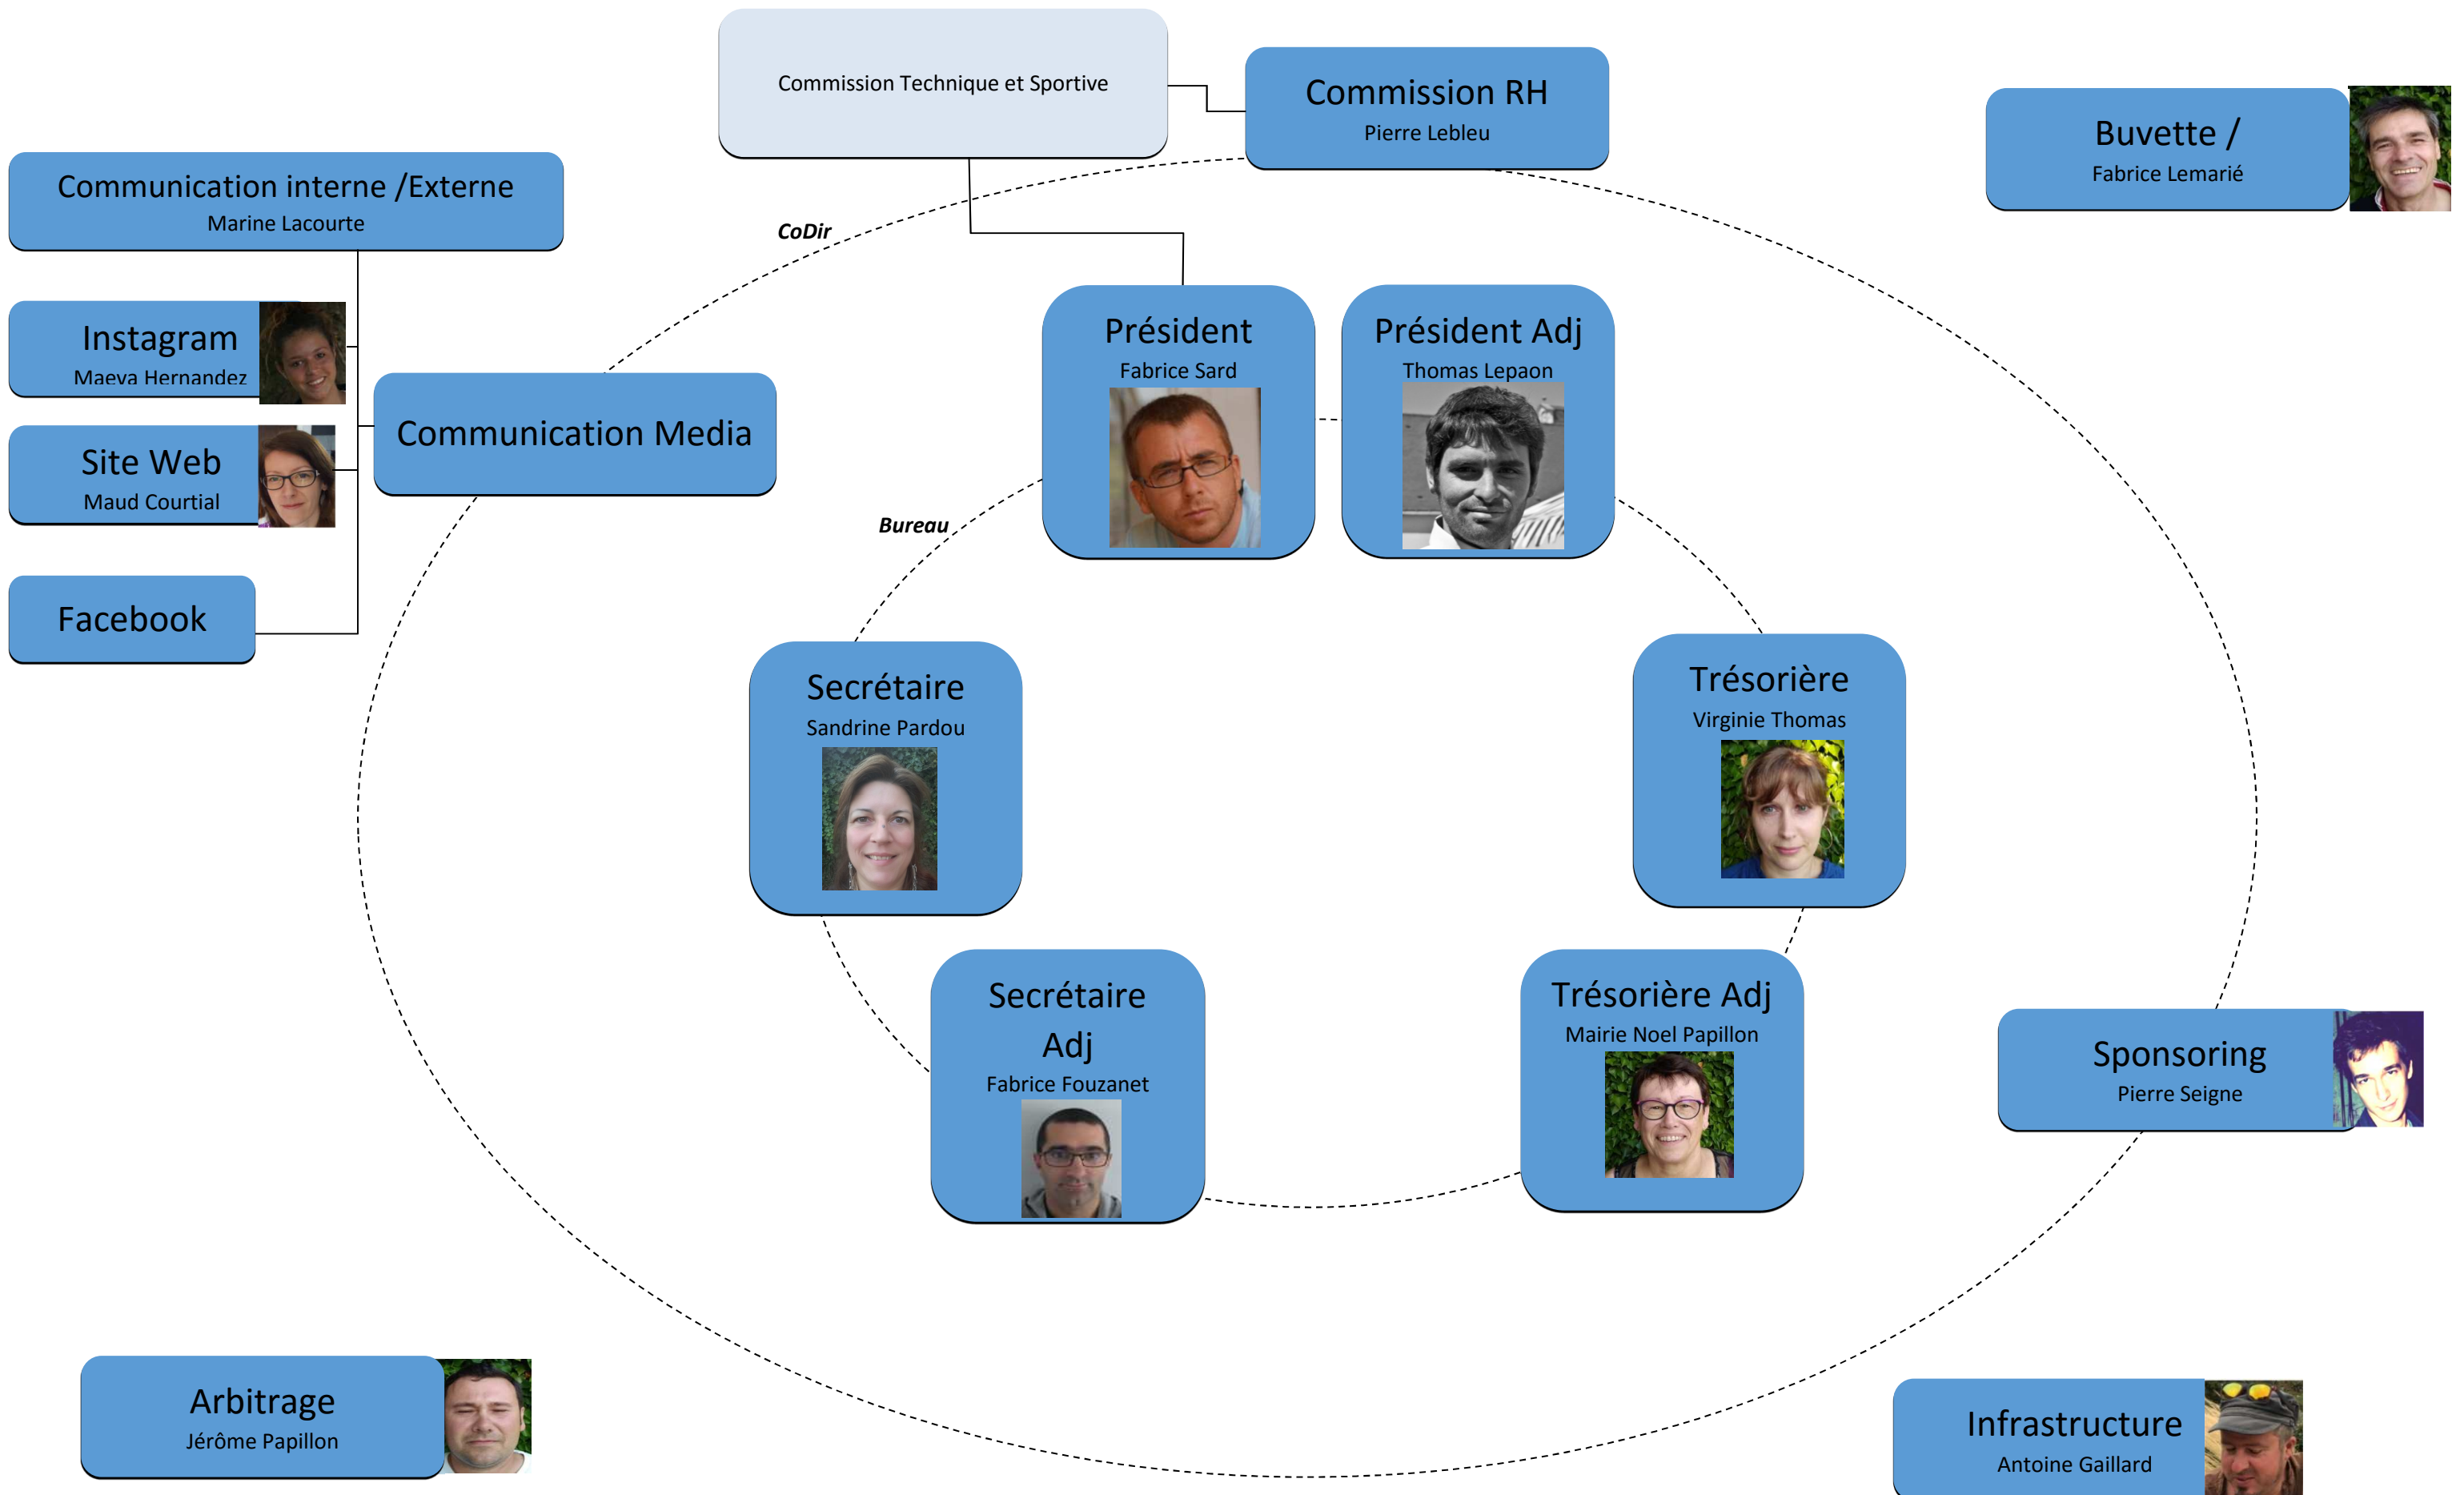 Commission Technique et Sportive
Commission RH
Pierre Lebleu
Buvette /
Fabrice Lemarié
Communication interne /Externe
Marine Lacourte
CoDir
Instagram
Maeva Hernandez
Président
Fabrice Sard
Président Adj
Thomas Lepaon
Communication Media
Site Web
Maud Courtial
Bureau
Facebook
Secrétaire
Sandrine Pardou
Trésorière
Virginie Thomas
Secrétaire
Adj
Fabrice Fouzanet
Trésorière Adj
Mairie Noel Papillon
Sponsoring
Pierre Seigne
Arbitrage
Jérôme Papillon
Infrastructure
Antoine Gaillard